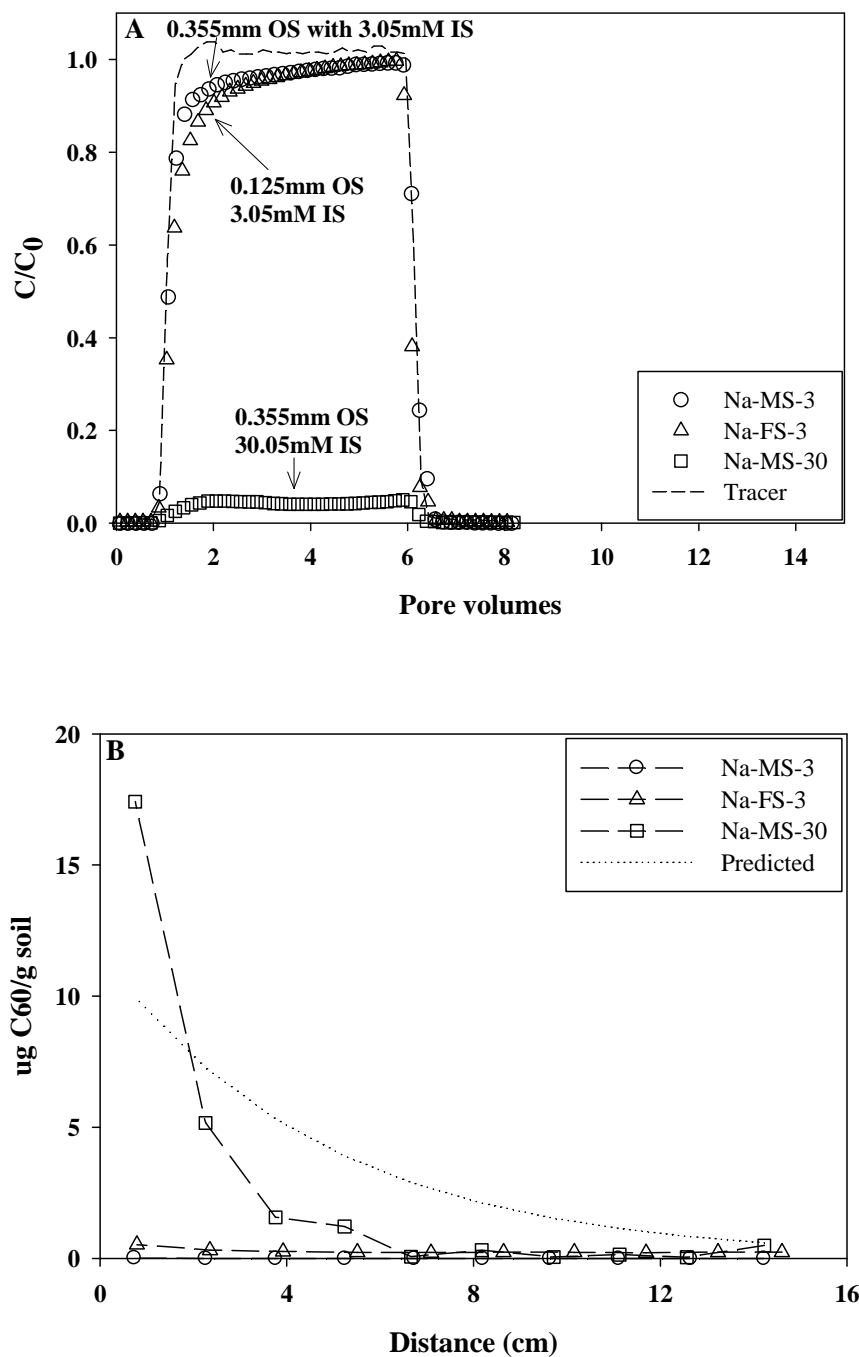 A
0.355mm OS with 3.05mM IS
1.0
0.8
0.6
0.4
0.2
0.0
C/C0
0.125mm OS
3.05mM IS
0.355mm OS
30.05mM IS
Na-MS-3
Na-FS-3
Na-MS-30
Tracer
0 2 4 6 8 10 12 14
Pore volumes
B
20
15
10
5
0
ug C60/g soil
Na-MS-3
Na-FS-3
Na-MS-30
Predicted
0 4 8 12 16
Distance (cm)